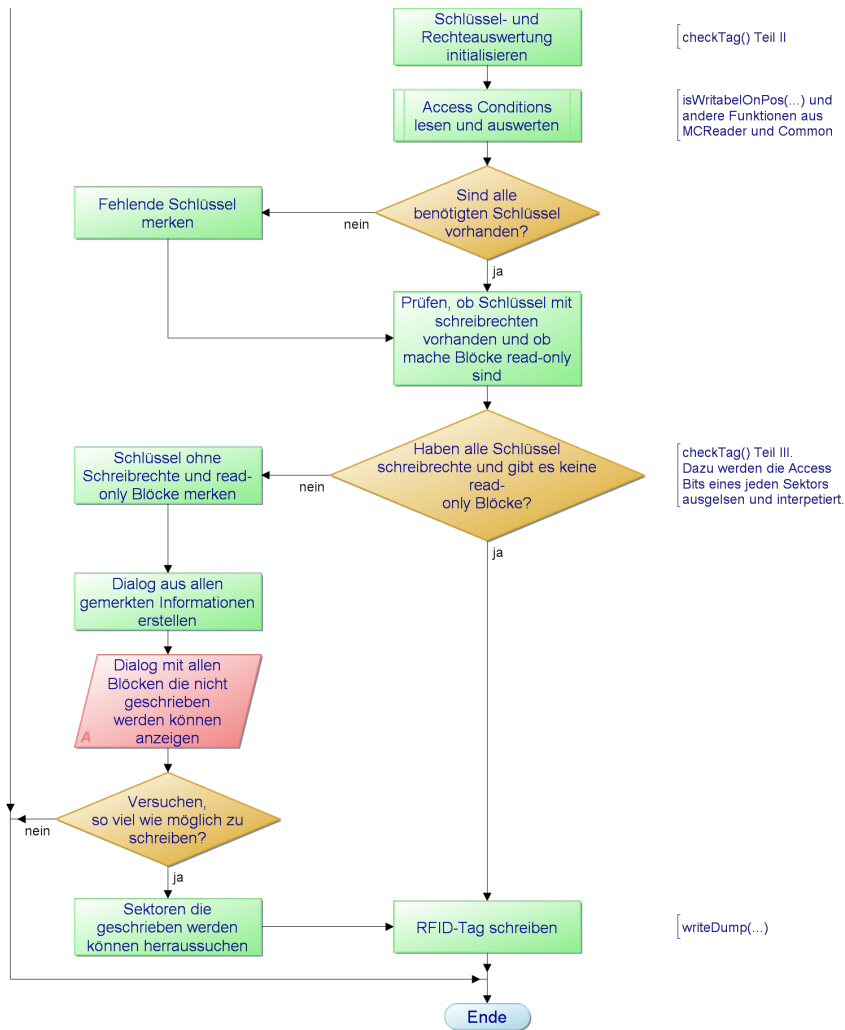 Schlüssel- und
Rechteauswertung
initialisieren
checkTag() Teil II
Access Conditions
lesen und auswerten
isWritabelOnPos(...) und
andere Funktionen aus
MCReader und Common
Sind alle
benötigten Schlüssel
vorhanden?
nein
Fehlende Schlüssel
merken
ja
Prüfen, ob Schlüssel mit
schreibrechten
vorhanden und ob
mache Blöcke read-only
sind
Haben alle Schlüssel
schreibrechte und gibt es keine
read-
only Blöcke?
checkTag() Teil III.
Dazu werden die Access
Bits eines jeden Sektors
ausgelsen und interpetiert.
nein
Schlüssel ohne
Schreibrechte und read-
only Blöcke merken
ja
Dialog aus allen
gemerkten Informationen
erstellen
Dialog mit allen
Blöcken die nicht
geschrieben
werden können
anzeigen
A
Versuchen,
so viel wie möglich zu
schreiben?
nein
ja
Sektoren die
geschrieben werden
können herraussuchen
RFID-Tag schreiben
writeDump(...)
Ende